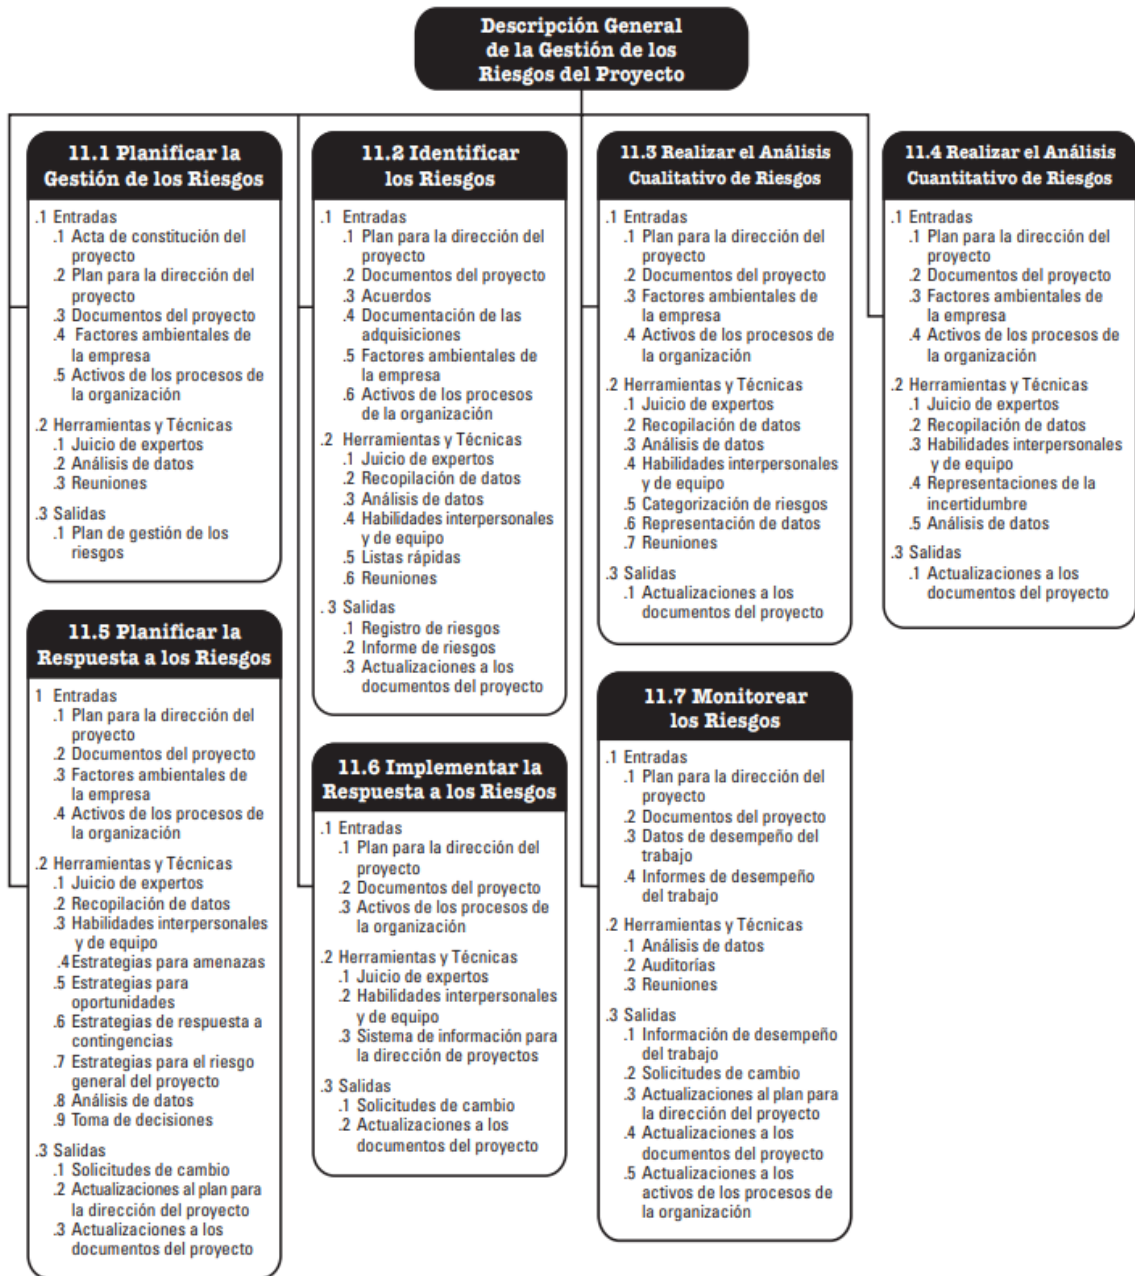 Descripción General
de la Gestión de los
Riesgos del Proyecto
11.1 Planificar la
Gestión de los Riesgos
.1 Entradas
.1 Acta de constitución del
proyecto
.2 Plan para la dirección del
proyecto
.3 Documentos del proyecto
.4 Factores ambientales de
la empresa
.5 Activos de los procesos de
la organización
.2 Herramientas y Técnicas
.1 Juicio de expertos
.2 Análisis de datos
.3 Reuniones
.3 Salidas
.1 Plan de gestión de los
riesgos
11.2 Identificar
los Riesgos
.1 Entradas
.1 Plan para la dirección del
proyecto
.2 Documentos del proyecto
.3 Acuerdos
.4 Documentación de las
adquisiciones
.5 Factores ambientales de
la empresa
.6 Activos de los procesos
de la organización
.2 Herramientas y Técnicas
.1 Juicio de expertos
.2 Recopilación de datos
.3 Análisis de datos
.4 Habilidades interpersonales
y de equipo
.5 Listas rápidas
.6 Reuniones
. 3 Salidas
.1 Registro de riesgos
.2 Informe de riesgos
.3 Actualizaciones a los
documentos del proyecto
11.3 Realizar el Análisis
Cualitativo de Riesgos
.1 Entradas
.1 Plan para la dirección del
proyecto
.2 Documentos del proyecto
.3 Factores ambientales de
la empresa
.4 Activos de los procesos de
la organización
.2 Herramientas y Técnicas
.1 Juicio de expertos
.2 Recopilación de datos
.3 Análisis de datos
.4 Habilidades interpersonales
y de equipo
.5 Categorización de riesgos
.6 Representación de datos
.7 Reuniones
.3 Salidas
.1 Actualizaciones a los
documentos del proyecto
11.4 Realizar el Análisis
Cuantitativo de Riesgos
.1 Entradas
.1 Plan para la dirección del
proyecto
.2 Documentos del proyecto
.3 Factores ambientales de
la empresa
.4 Activos de los procesos de
la organización
.2 Herramientas y Técnicas
.1 Juicio de expertos
.2 Recopilación de datos
.3 Habilidades interpersonales
y de equipo
.4 Representaciones de la
incertidumbre
.5 Análisis de datos
.3 Salidas
.1 Actualizaciones a los
documentos del proyecto
11.5 Planificar la
Respuesta a los Riesgos
1 Entradas
.1 Plan para la dirección del
proyecto
.2 Documentos del proyecto
.3 Factores ambientales de
la empresa
.4 Activos de los procesos de
la organización
.2 Herramientas y Técnicas
.1 Juicio de expertos
.2 Recopilación de datos
.3 Habilidades interpersonales
y de equipo
.4 Estrategias para amenazas
.5 Estrategias para
oportunidades
.6 Estrategias de respuesta a
contingencias
.7 Estrategias para el riesgo
general del proyecto
.8 Análisis de datos
.9 Toma de decisiones
.3 Salidas
.1 Solicitudes de cambio
.2 Actualizaciones al plan para
la dirección del proyecto
.3 Actualizaciones a los
documentos del proyecto
11.6 Implementar la
Respuesta a los Riesgos
.1 Entradas
.1 Plan para la dirección del
proyecto
.2 Documentos del proyecto
.3 Activos de los procesos de
la organización
.2 Herramientas y Técnicas
.1 Juicio de expertos
.2 Habilidades interpersonales
y de equipo
.3 Sistema de información para
la dirección de proyectos
.3 Salidas
.1 Solicitudes de cambio
.2 Actualizaciones a los
documentos del proyecto
11.7 Monitorear
los Riesgos
.1 Entradas
.1 Plan para la dirección del
proyecto
.2 Documentos del proyecto
.3 Datos de desempeño del
trabajo
.4 Informes de desempeño
del trabajo
.2 Herramientas y Técnicas
.1 Análisis de datos
.2 Auditorías
.3 Reuniones
.3 Salidas
.1 Información de desempeño
del trabajo
.2 Solicitudes de cambio
.3 Actualizaciones al plan para
la dirección del proyecto
.4 Actualizaciones a los
documentos del proyecto
.5 Actualizaciones a los
activos de los procesos de
la organización